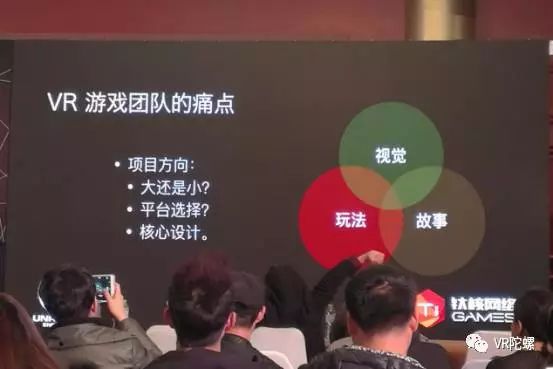 VR 游戏团队的痛点
• 项目方向：
• 大还是小？
• 平台选择？
• 核心设计。
视觉
玩法
故事
Ti
钛核网络
GAMES
VR陀螺